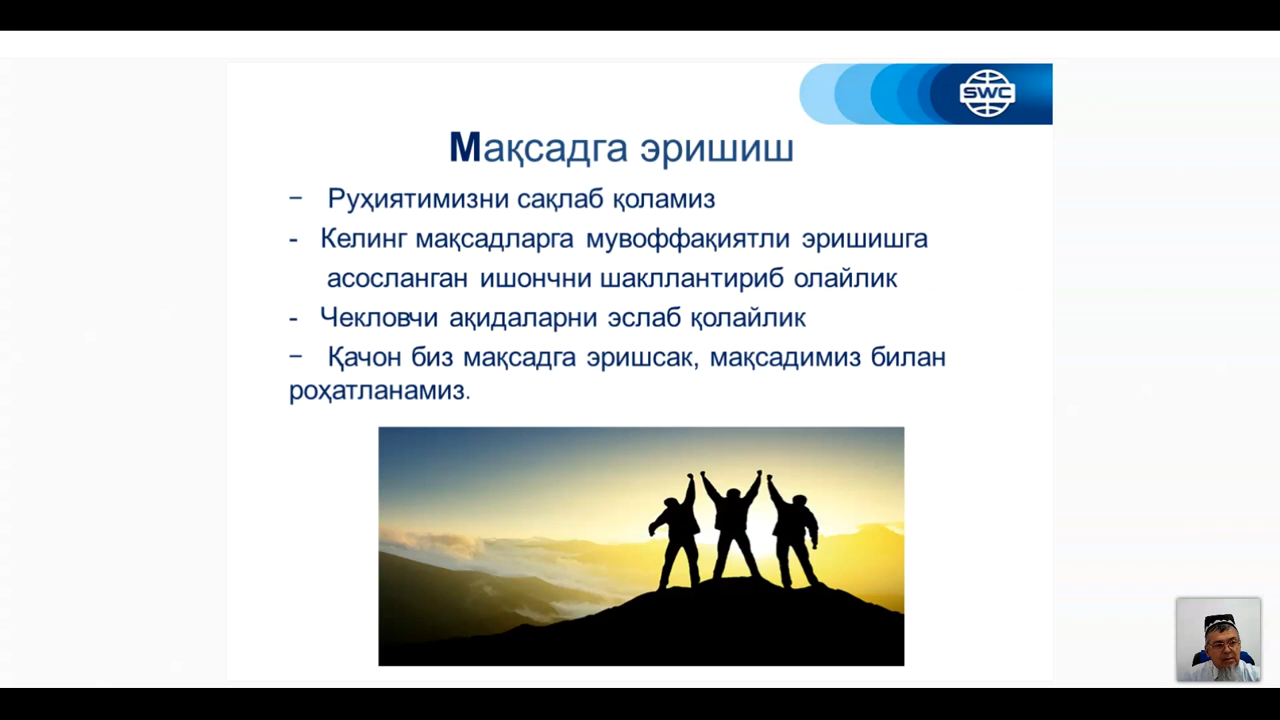 SWC
Мақсадга эришиш
− Руҳиятимизни сақлаб қоламиз
- Келинг мақсадларга мувоффақиятли эришишга
асосланган ишончни шакллантириб олайлик
- Чекловчи ақидаларни эслаб қолайлик
− Қачон биз мақсадга эришсак, мақсадимиз билан
роҳатланамиз.